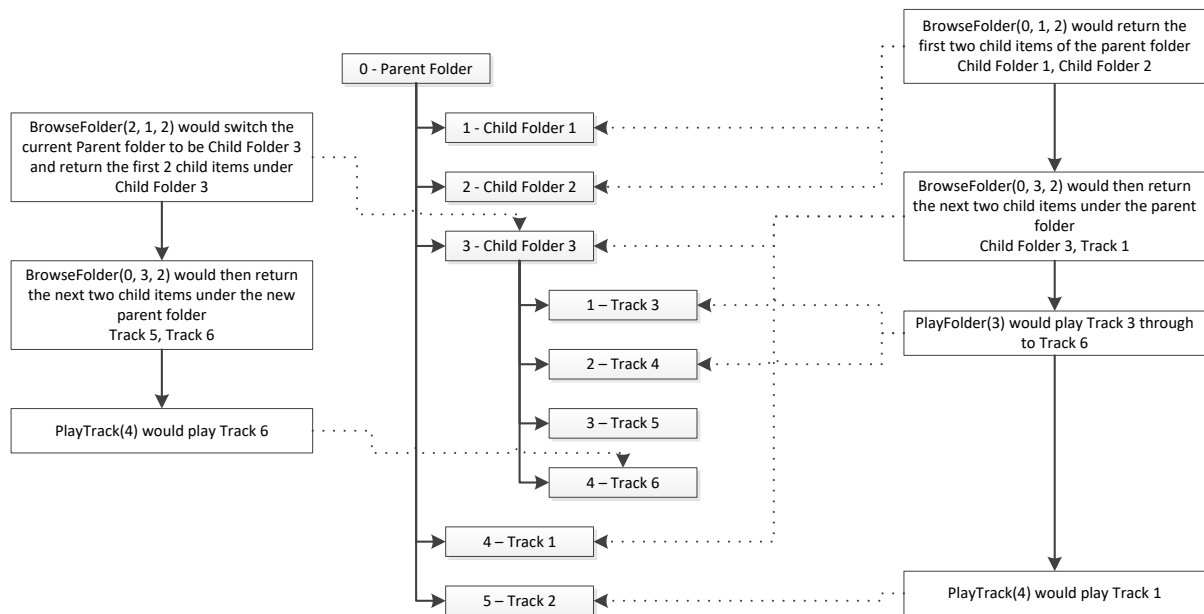 BrowseFolder(0, 1, 2) would return the
first two child items of the parent folder
Child Folder 1, Child Folder 2
0 - Parent Folder
1 - Child Folder 1
BrowseFolder(2, 1, 2) would switch the
current Parent folder to be Child Folder 3
and return the first 2 child items under
Child Folder 3
2 - Child Folder 2
BrowseFolder(0, 3, 2) would then return
the next two child items under the parent
folder
Child Folder 3, Track 1
3 - Child Folder 3
BrowseFolder(0, 3, 2) would then return
the next two child items under the new
parent folder
Track 5, Track 6
1 – Track 3
PlayFolder(3) would play Track 3 through
to Track 6
2 – Track 4
PlayTrack(4) would play Track 6
3 – Track 5
4 – Track 6
4 – Track 1
5 – Track 2
PlayTrack(4) would play Track 1